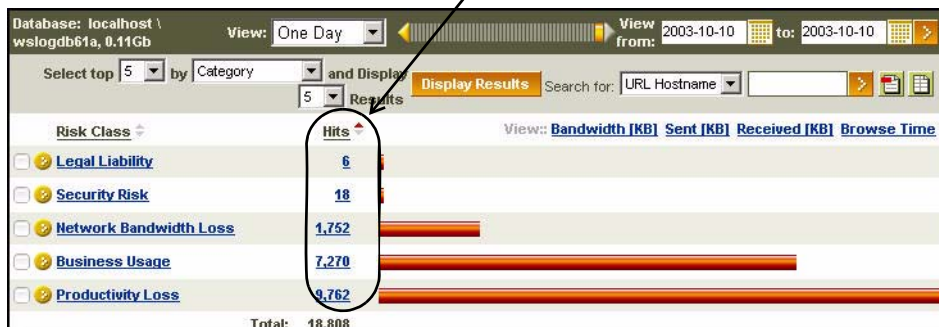 Database: localhost \
wslogdb61a, 0.11Gb
View: One Day
View
from: 2003-10-10 to: 2003-10-10
Select top 5 by Category and Display
5 Results
Display Results Search for: URL Hostname
Risk Class Hits View:: Bandwidth [KB] Sent [KB] Received [KB] Browse Time
Legal Liability 6
Security Risk 18
Network Bandwidth Loss 1,752
Business Usage 7,270
Productivity Loss 9,762
Total: 18,808